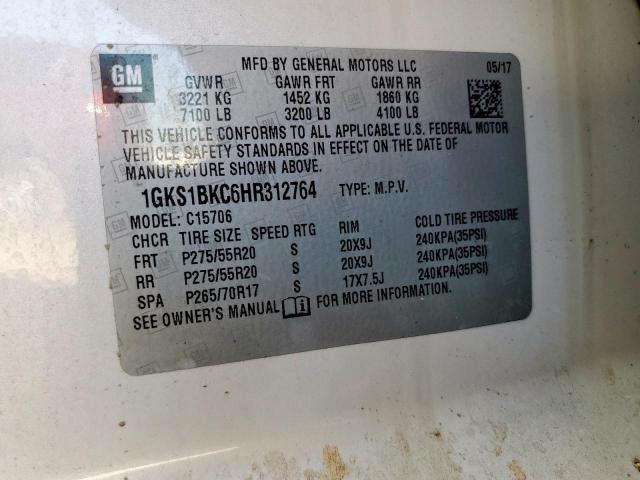 GM
MFD BY GENERAL MOTORS LLC 05/17
GVWR GAWR FRT GAWR RR
3221 KG 1452 KG 1860 KG
7100 LB 3200 LB 4100 LB
THIS VEHICLE CONFORMS TO ALL APPLICABLE U.S. FEDERAL MOTOR
VEHICLE SAFETY STANDARDS IN EFFECT ON THE DATE OF
MANUFACTURE SHOWN ABOVE.
1GKS1BKC6HR312764 TYPE: M.P.V.
MODEL: C15706
CHCR TIRE SIZE SPEED RTG RIM COLD TIRE PRESSURE
FRT P275/55R20 S 20X9J 240KPA(35PSI)
RR P275/55R20 S 20X9J 240KPA(35PSI)
SPA P265/70R17 S 17X7.5J 240KPA(35PSI)
SEE OWNER'S MANUAL FOR MORE INFORMATION.